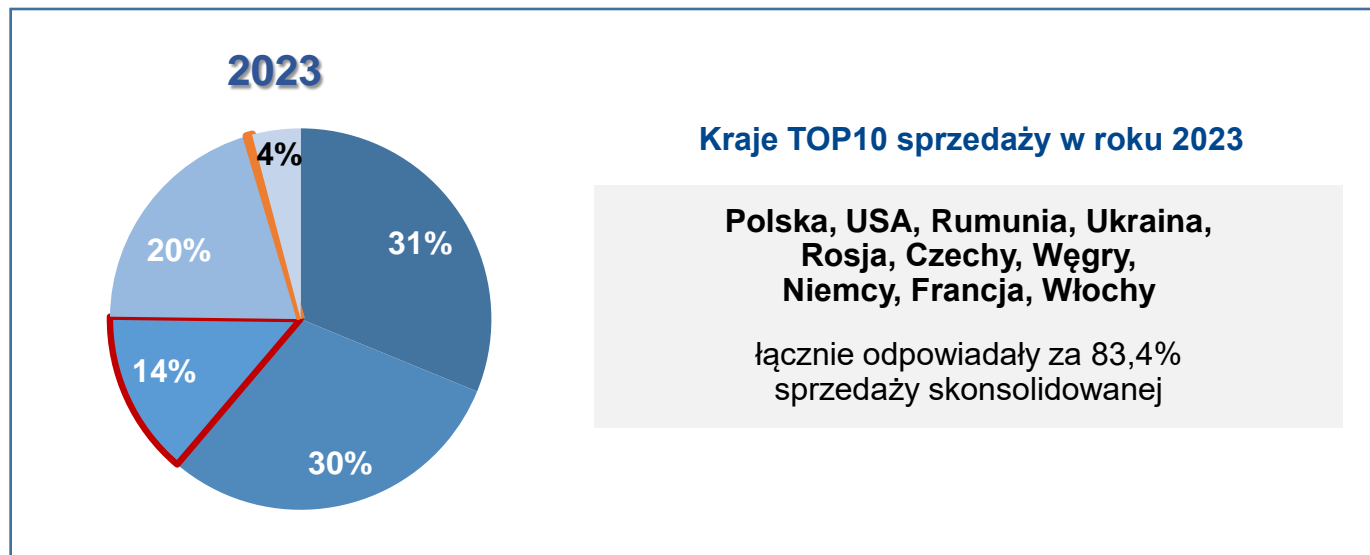 2023
4%
31%
20%
14%
30%
Kraje TOP10 sprzedaży w roku 2023
Polska, USA, Rumunia, Ukraina,
Rosja, Czechy, Węgry,
Niemcy, Francja, Włochy
łącznie odpowiadały za 83,4%
sprzedaży skonsolidowanej